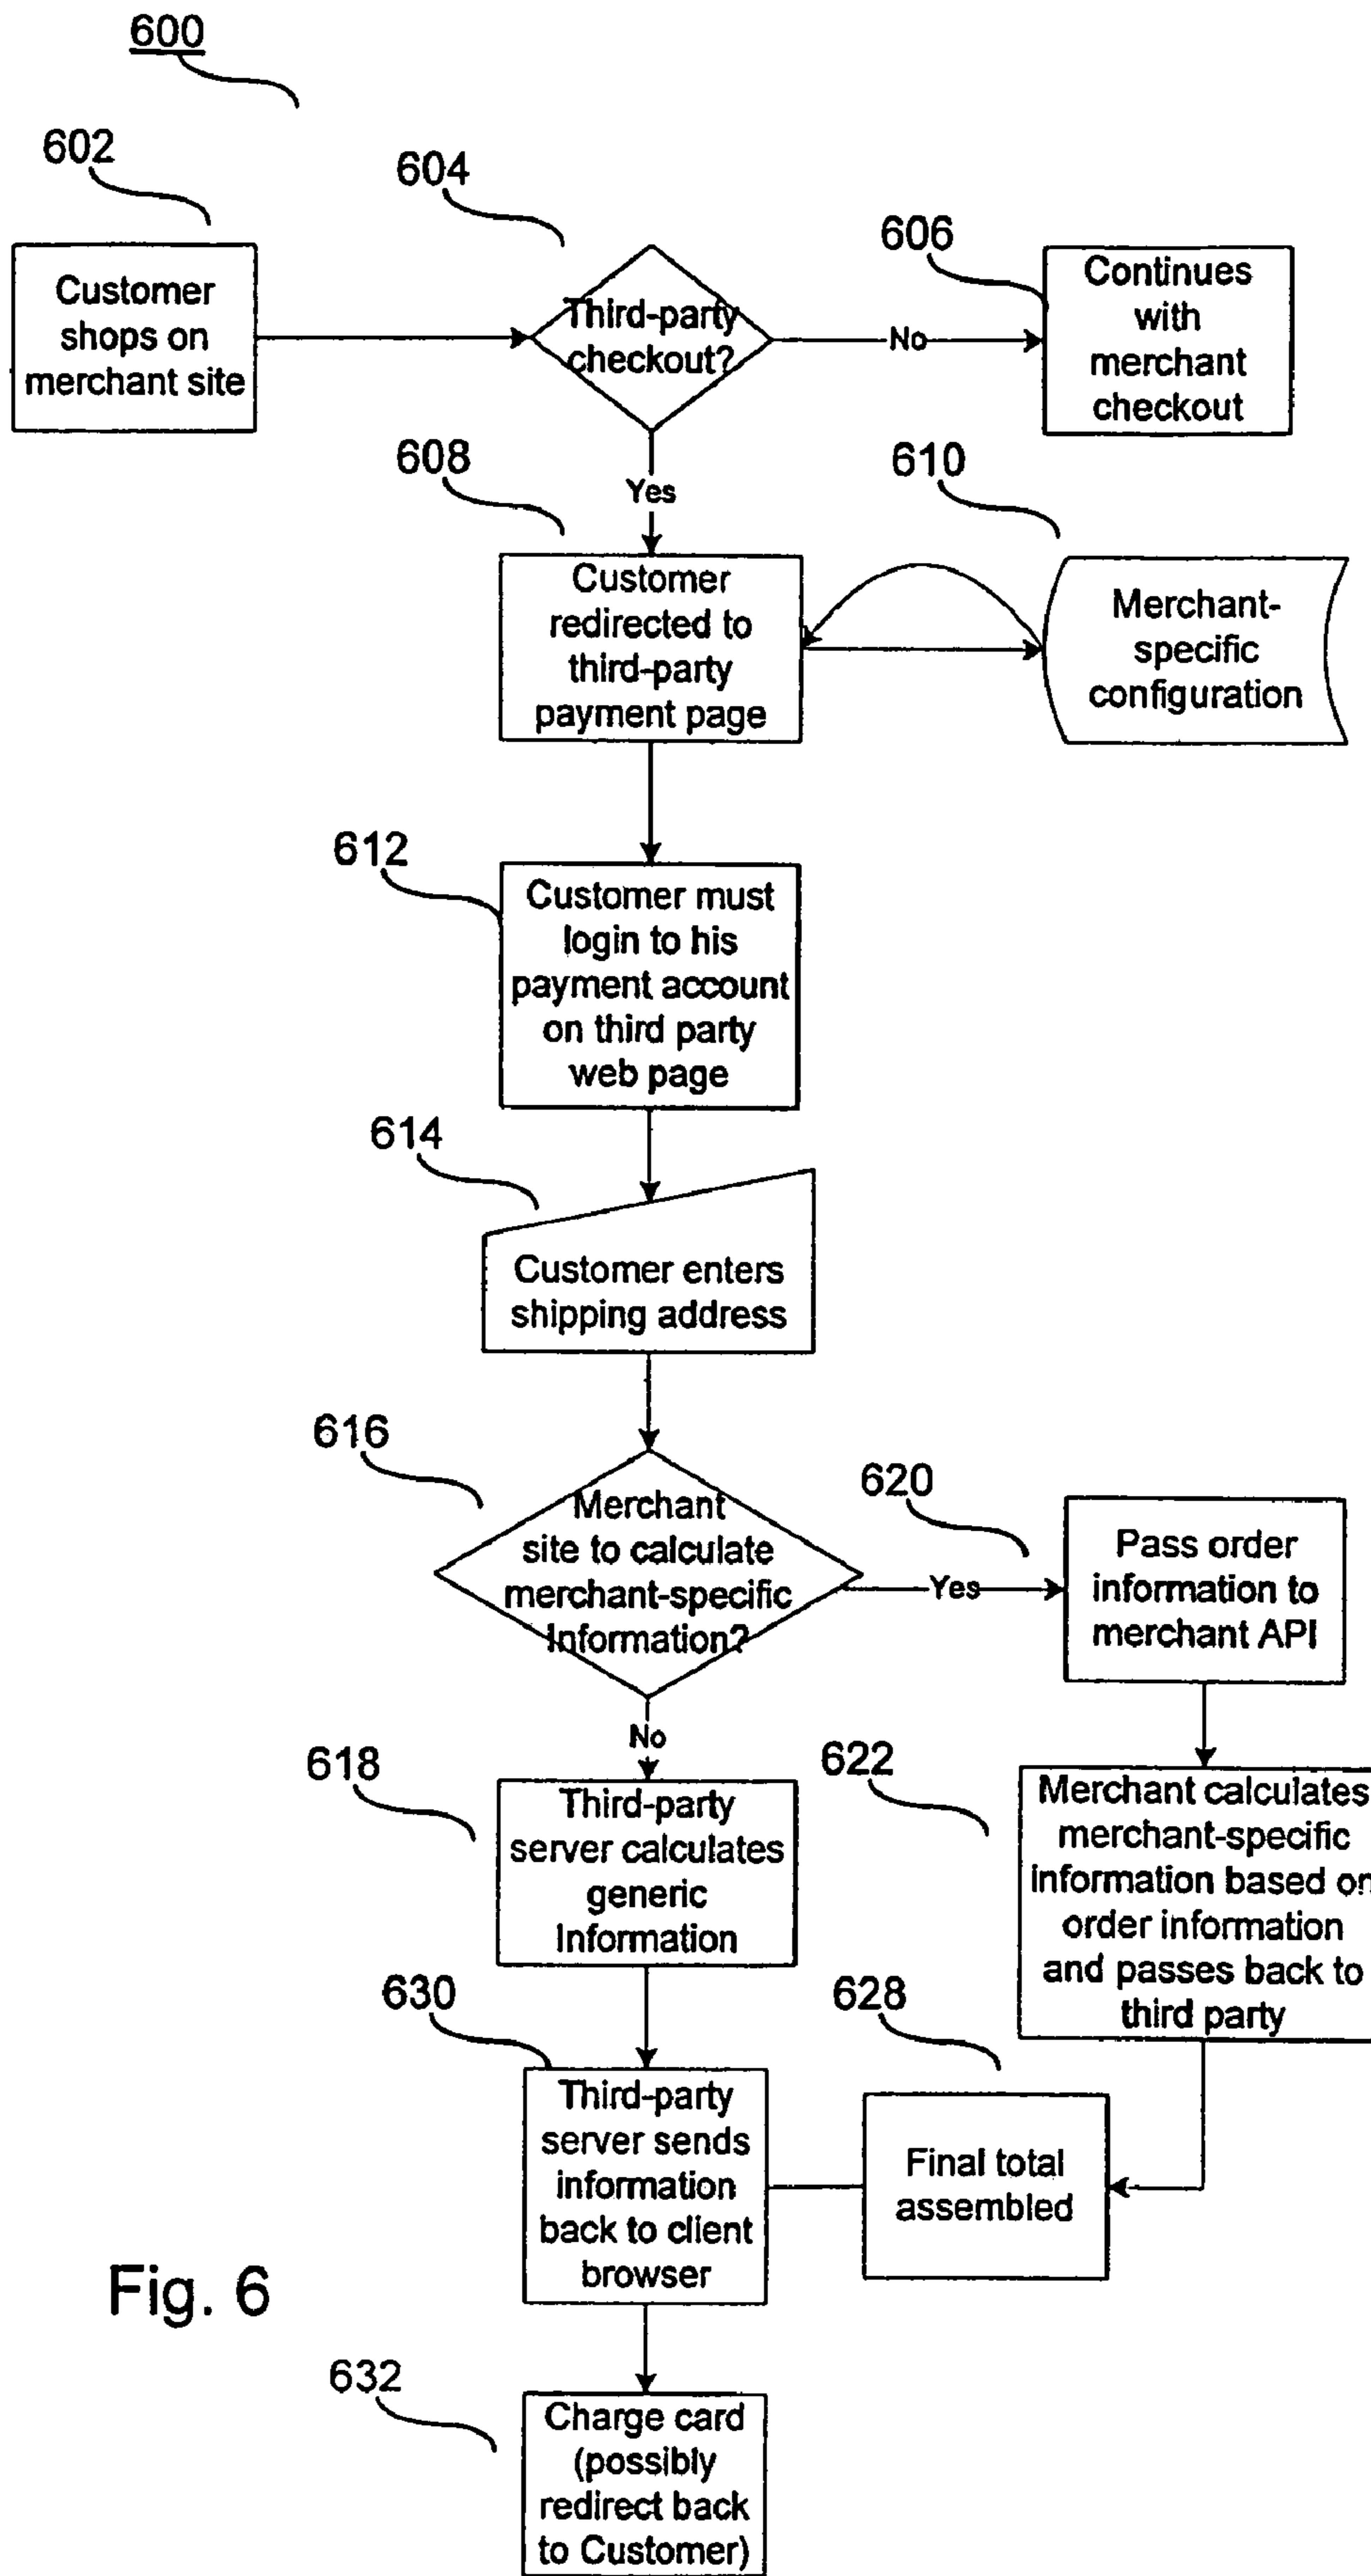 600
602
Customer
shops on
merchant site
604
Third-party
checkout?
No
606
Continues
with
merchant
checkout
Yes
608
Customer
redirected to
third-party
payment page
610
Merchant-
specific
configuration
612
Customer must
login to his
payment account
on third party
web page
614
Customer enters
shipping address
616
Merchant
site to calculate
merchant-specific
Information?
Yes
620
Pass order
information to
merchant API
No
618
Third-party
server calculates
generic
Information
622
Merchant calculates
merchant-specific
information based on
order information
and passes back to
third party
628
Final total
assembled
630
Third-party
server sends
information
back to client
browser
632
Charge card
(possibly
redirect back
to Customer)
Fig. 6